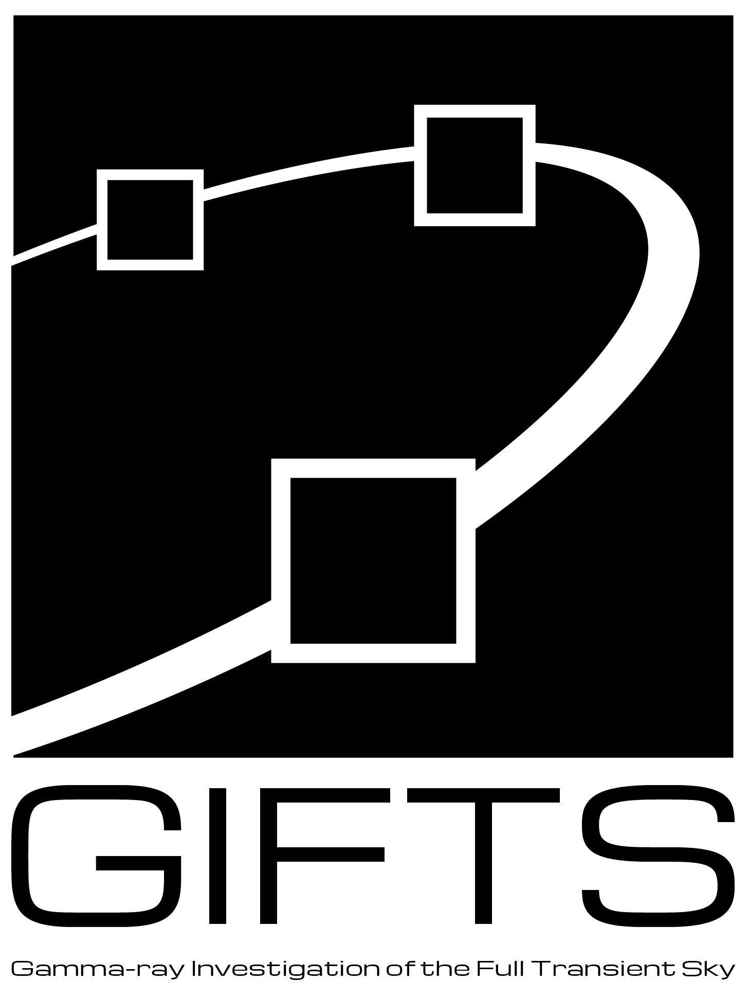 GIFTS
Gamma-ray Investigation of the Full Transient Sky